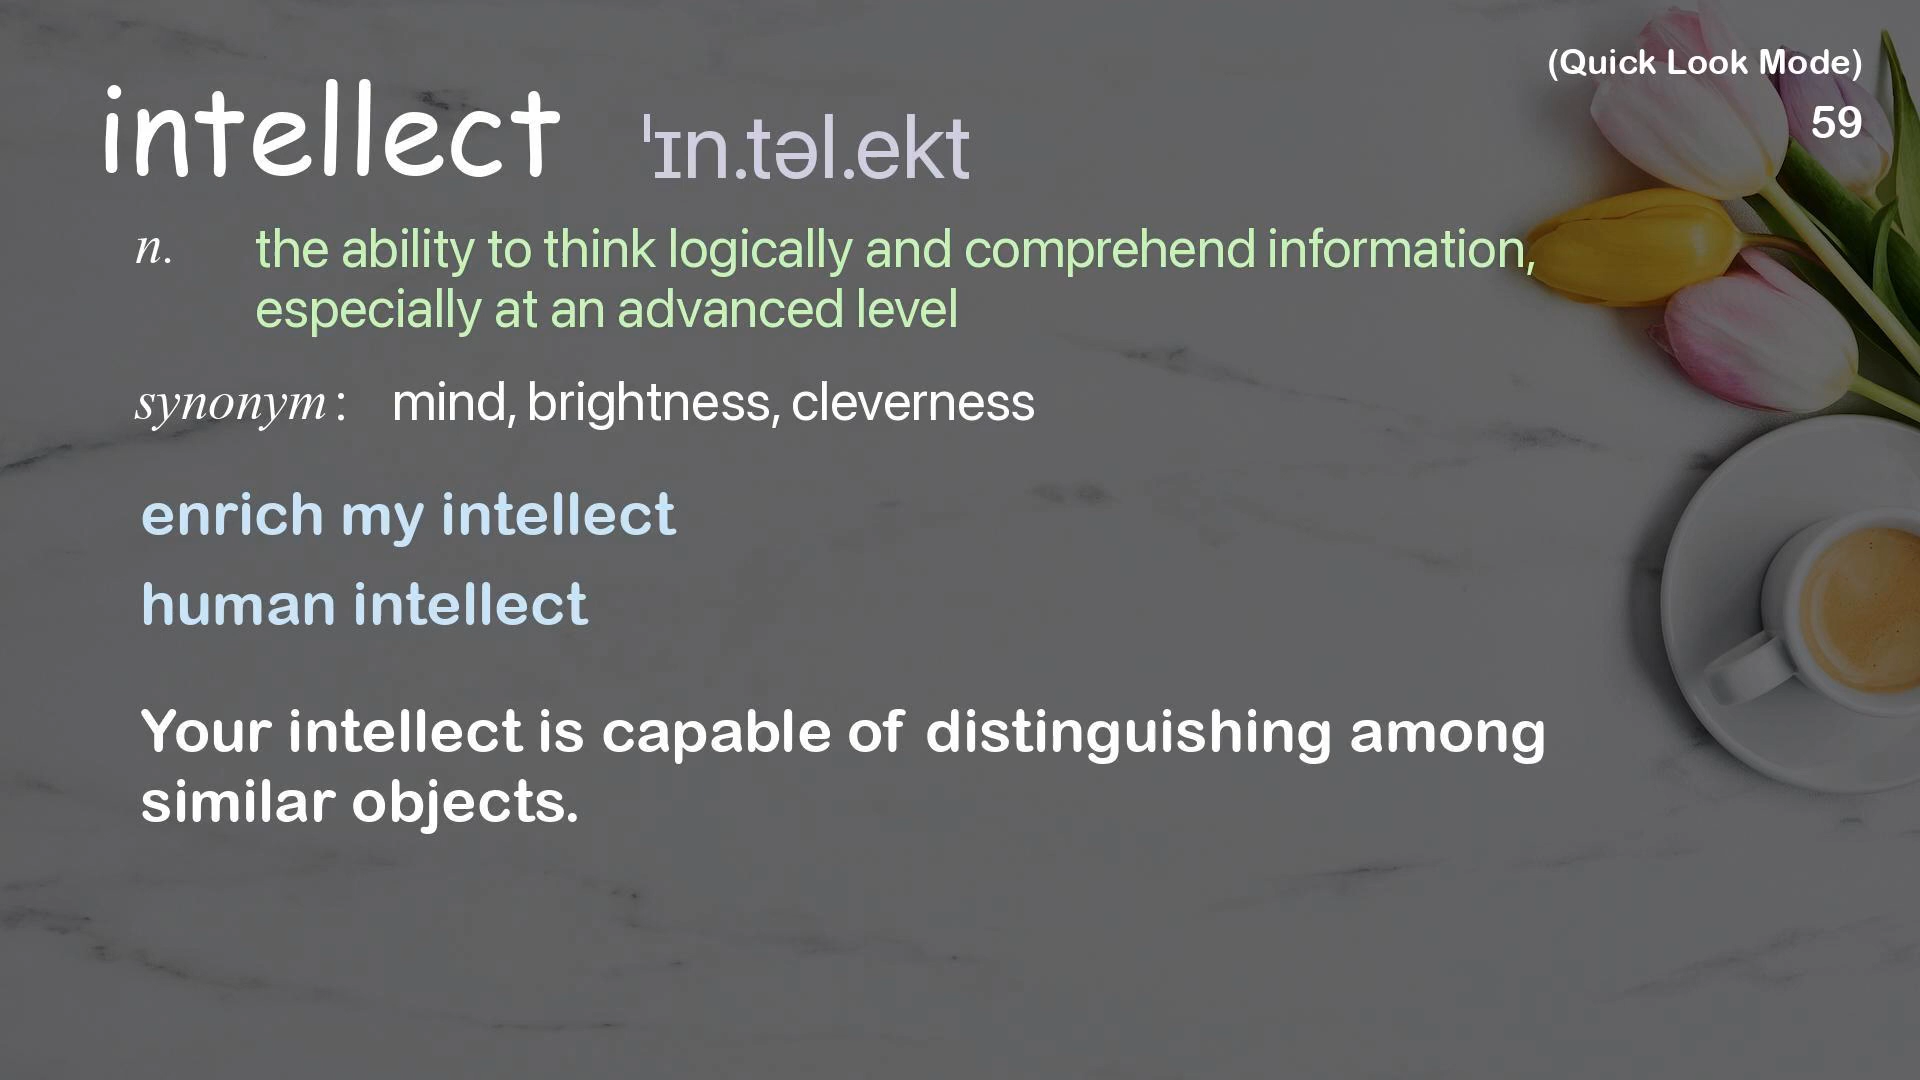 (Quick Look Mode)
59
intellect ˈɪn.təl.ekt
n. the ability to think logically and comprehend information,
especially at an advanced level
synonym : mind, brightness, cleverness
enrich my intellect
human intellect
Your intellect is capable of distinguishing among
similar objects.